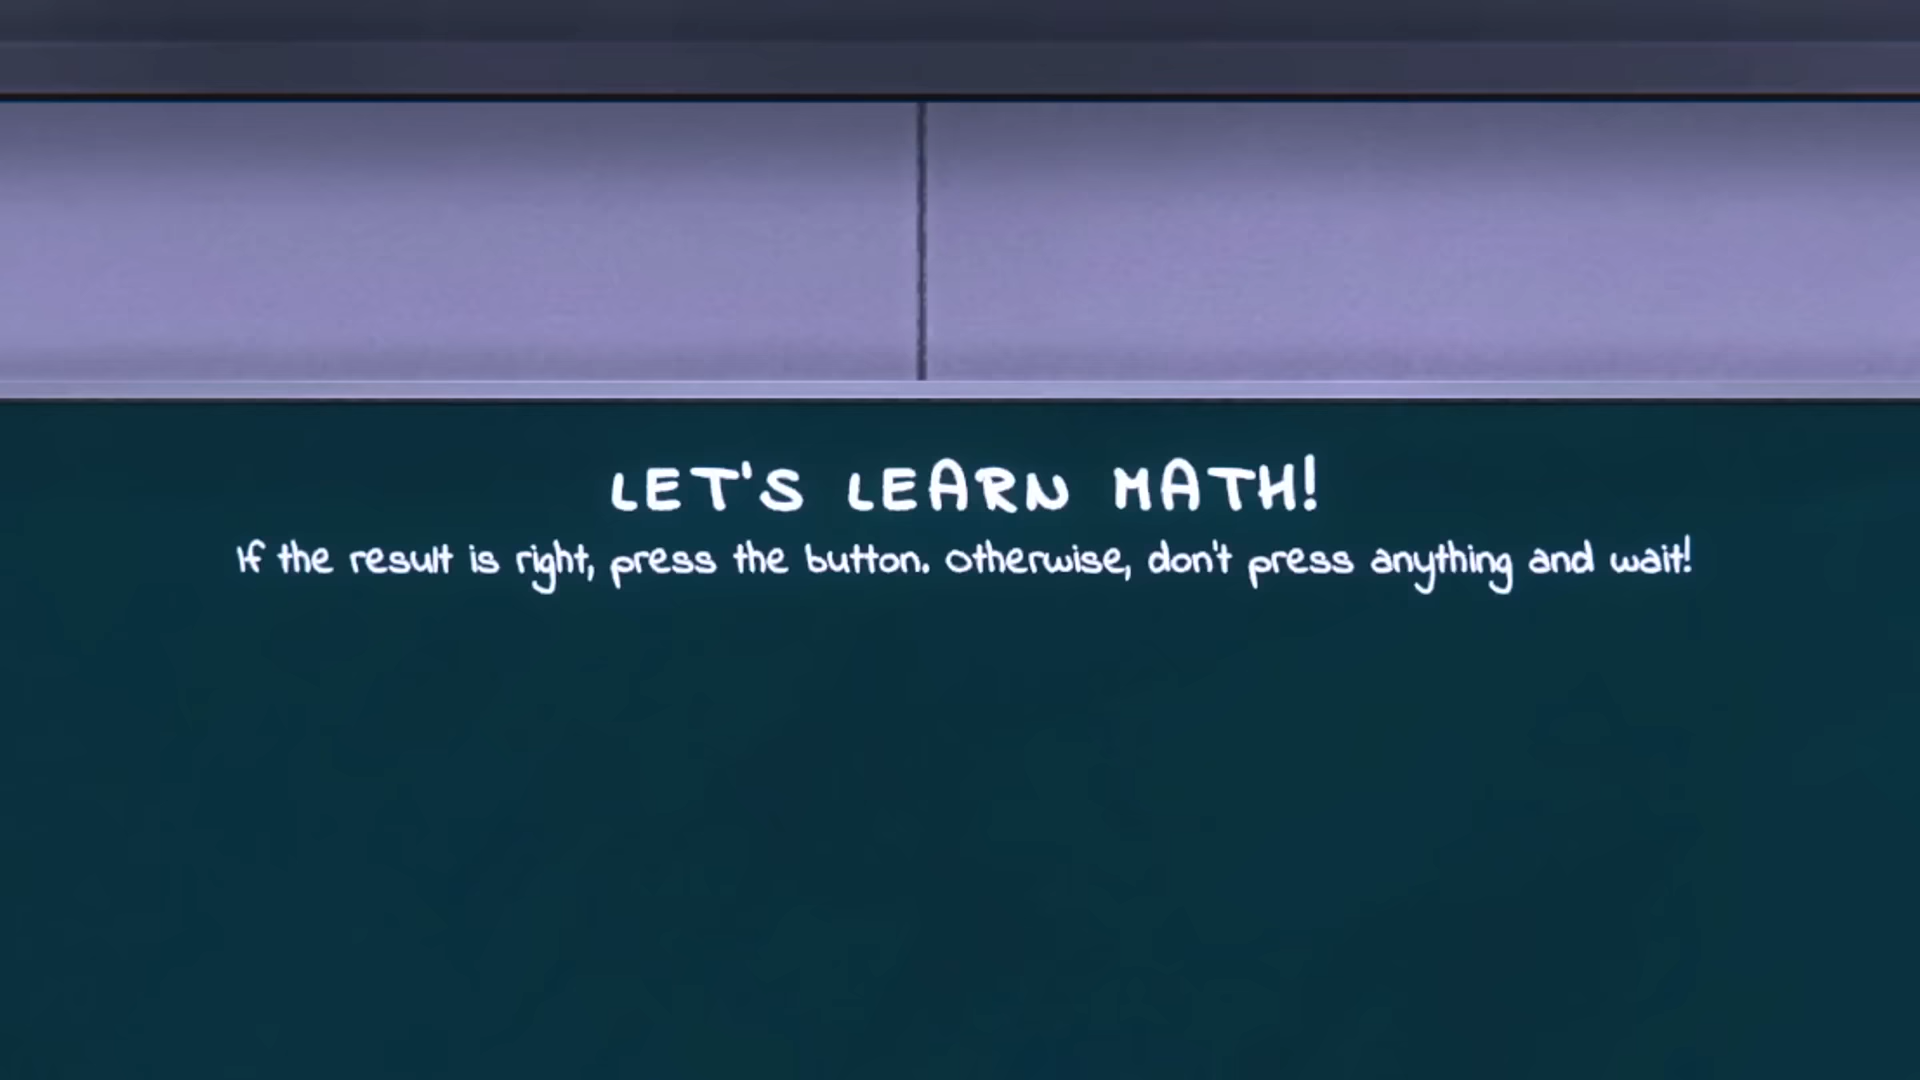 LET'S LEARN MATH!
If the result is right, press the button. Otherwise, don't press anything and wait!